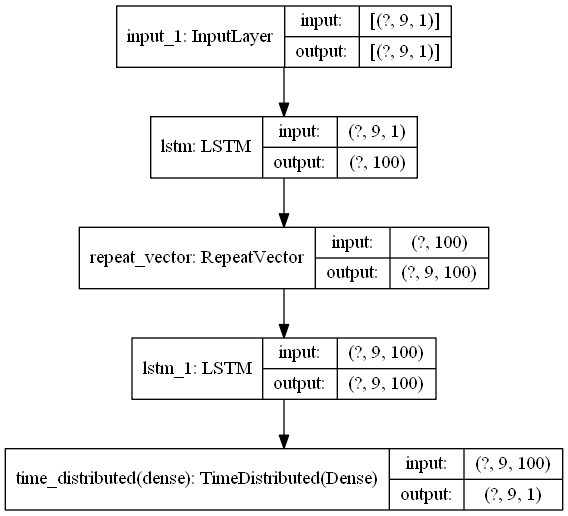 input_1: InputLayer
input: [(?, 9, 1)]
output: [(?, 9, 1)]
lstm: LSTM
input: (?, 9, 1)
output: (?, 100)
repeat_vector: RepeatVector
input: (?, 100)
output: (?, 9, 100)
lstm_1: LSTM
input: (?, 9, 100)
output: (?, 9, 100)
time_distributed(dense): TimeDistributed(Dense)
input: (?, 9, 100)
output: (?, 9, 1)